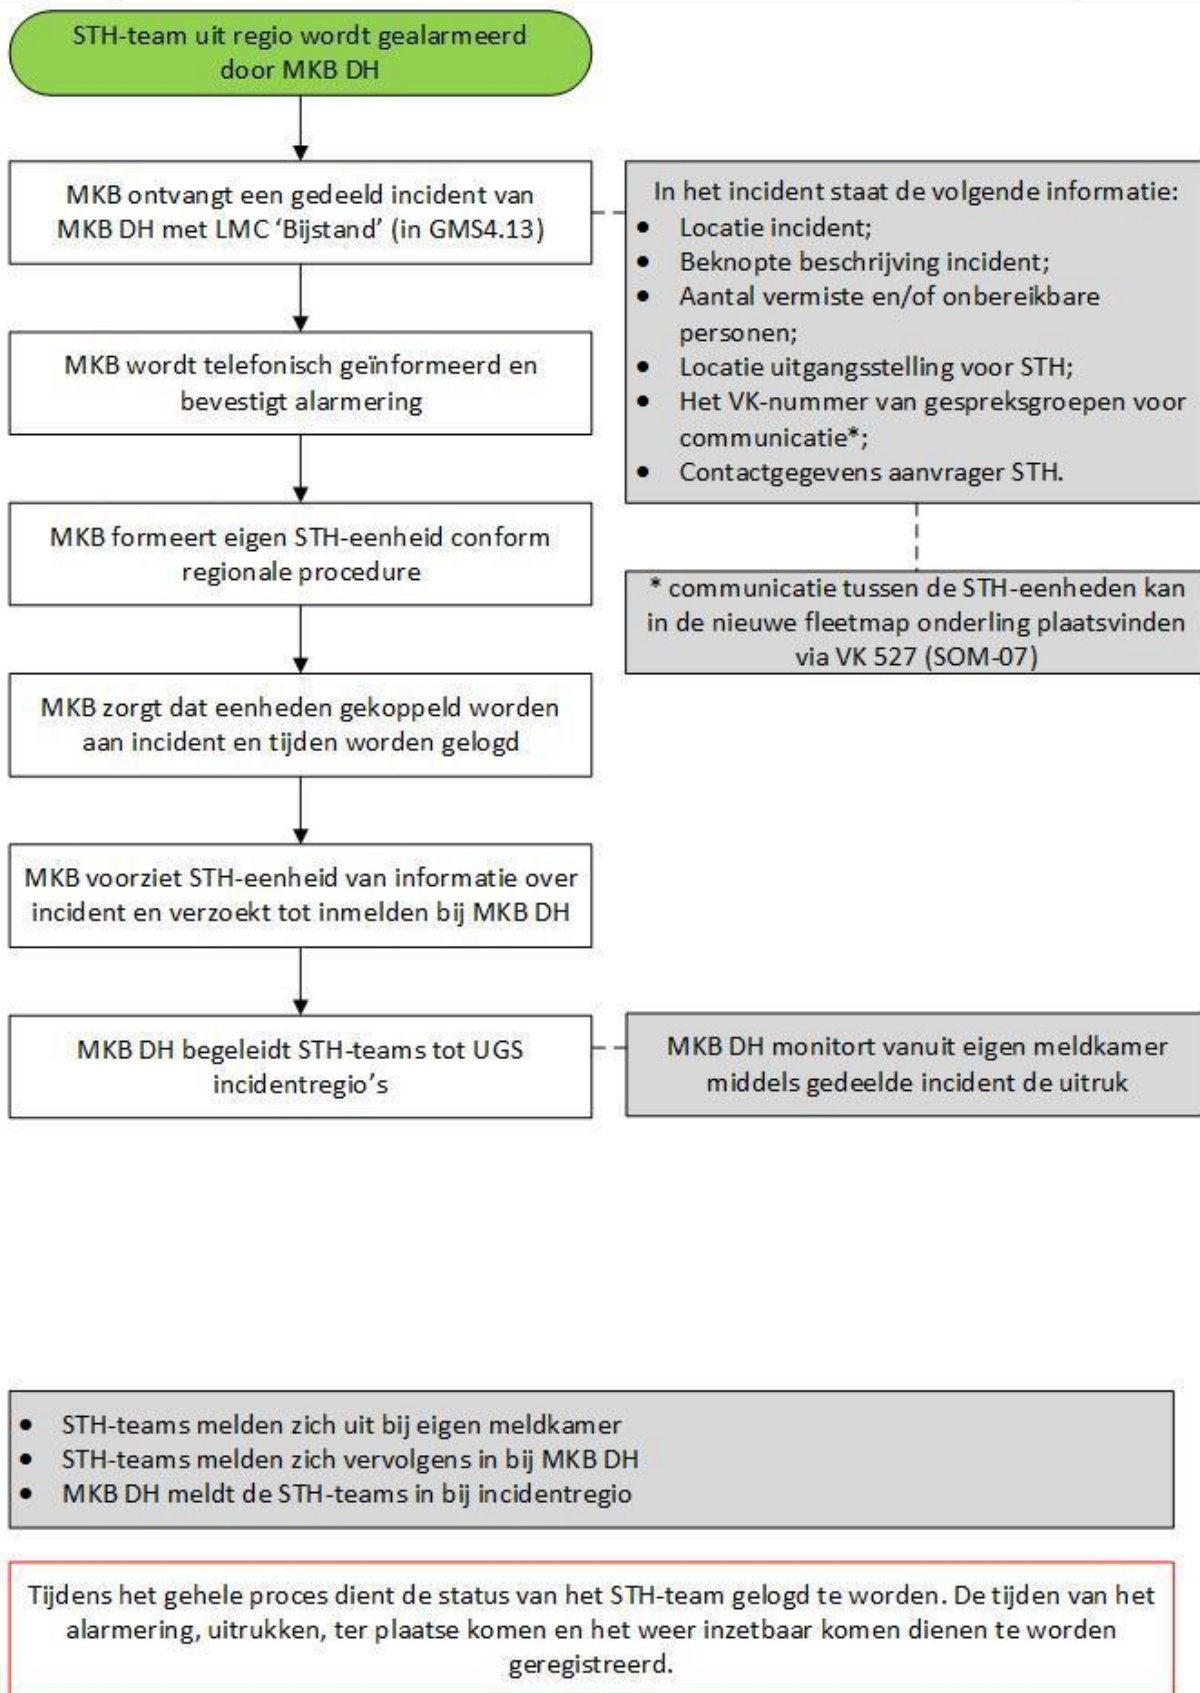 STH-team uit regio wordt gealarmeerd
door MKB DH
MKB ontvangt een gedeeld incident van
MKB DH met LMC ‘Bijstand’ (in GMS4.13)
In het incident staat de volgende informatie:
• Locatie incident;
• Beknopte beschrijving incident;
• Aantal vermiste en/of onbereikbare
personen;
• Locatie uitgangsstelling voor STH;
• Het VK-nummer van gespreksgroepen voor
communicatie*;
• Contactgegevens aanvrager STH.
* communicatie tussen de STH-eenheden kan
in de nieuwe fleetmap onderling plaatsvinden
via VK 527 (SOM-07)
MKB wordt telefonisch geïnformeerd en
bevestigt alarmering
MKB formeert eigen STH-eenheid conform
regionale procedure
MKB zorgt dat eenheden gekoppeld worden
aan incident en tijden worden gelogd
MKB voorziet STH-eenheid van informatie over
incident en verzoekt tot inmelden bij MKB DH
MKB DH begeleidt STH-teams tot UGS
incidentregio’s
MKB DH monitort vanuit eigen meldkamer
middels gedeelde incident de uitruk
• STH-teams melden zich uit bij eigen meldkamer
• STH-teams melden zich vervolgens in bij MKB DH
• MKB DH meldt de STH-teams in bij incidentregio
Tijdens het gehele proces dient de status van het STH-team gelogd te worden. De tijden van het
alarmering, uitrukken, ter plaatse komen en het weer inzetbaar komen dienen te worden
geregistreerd.